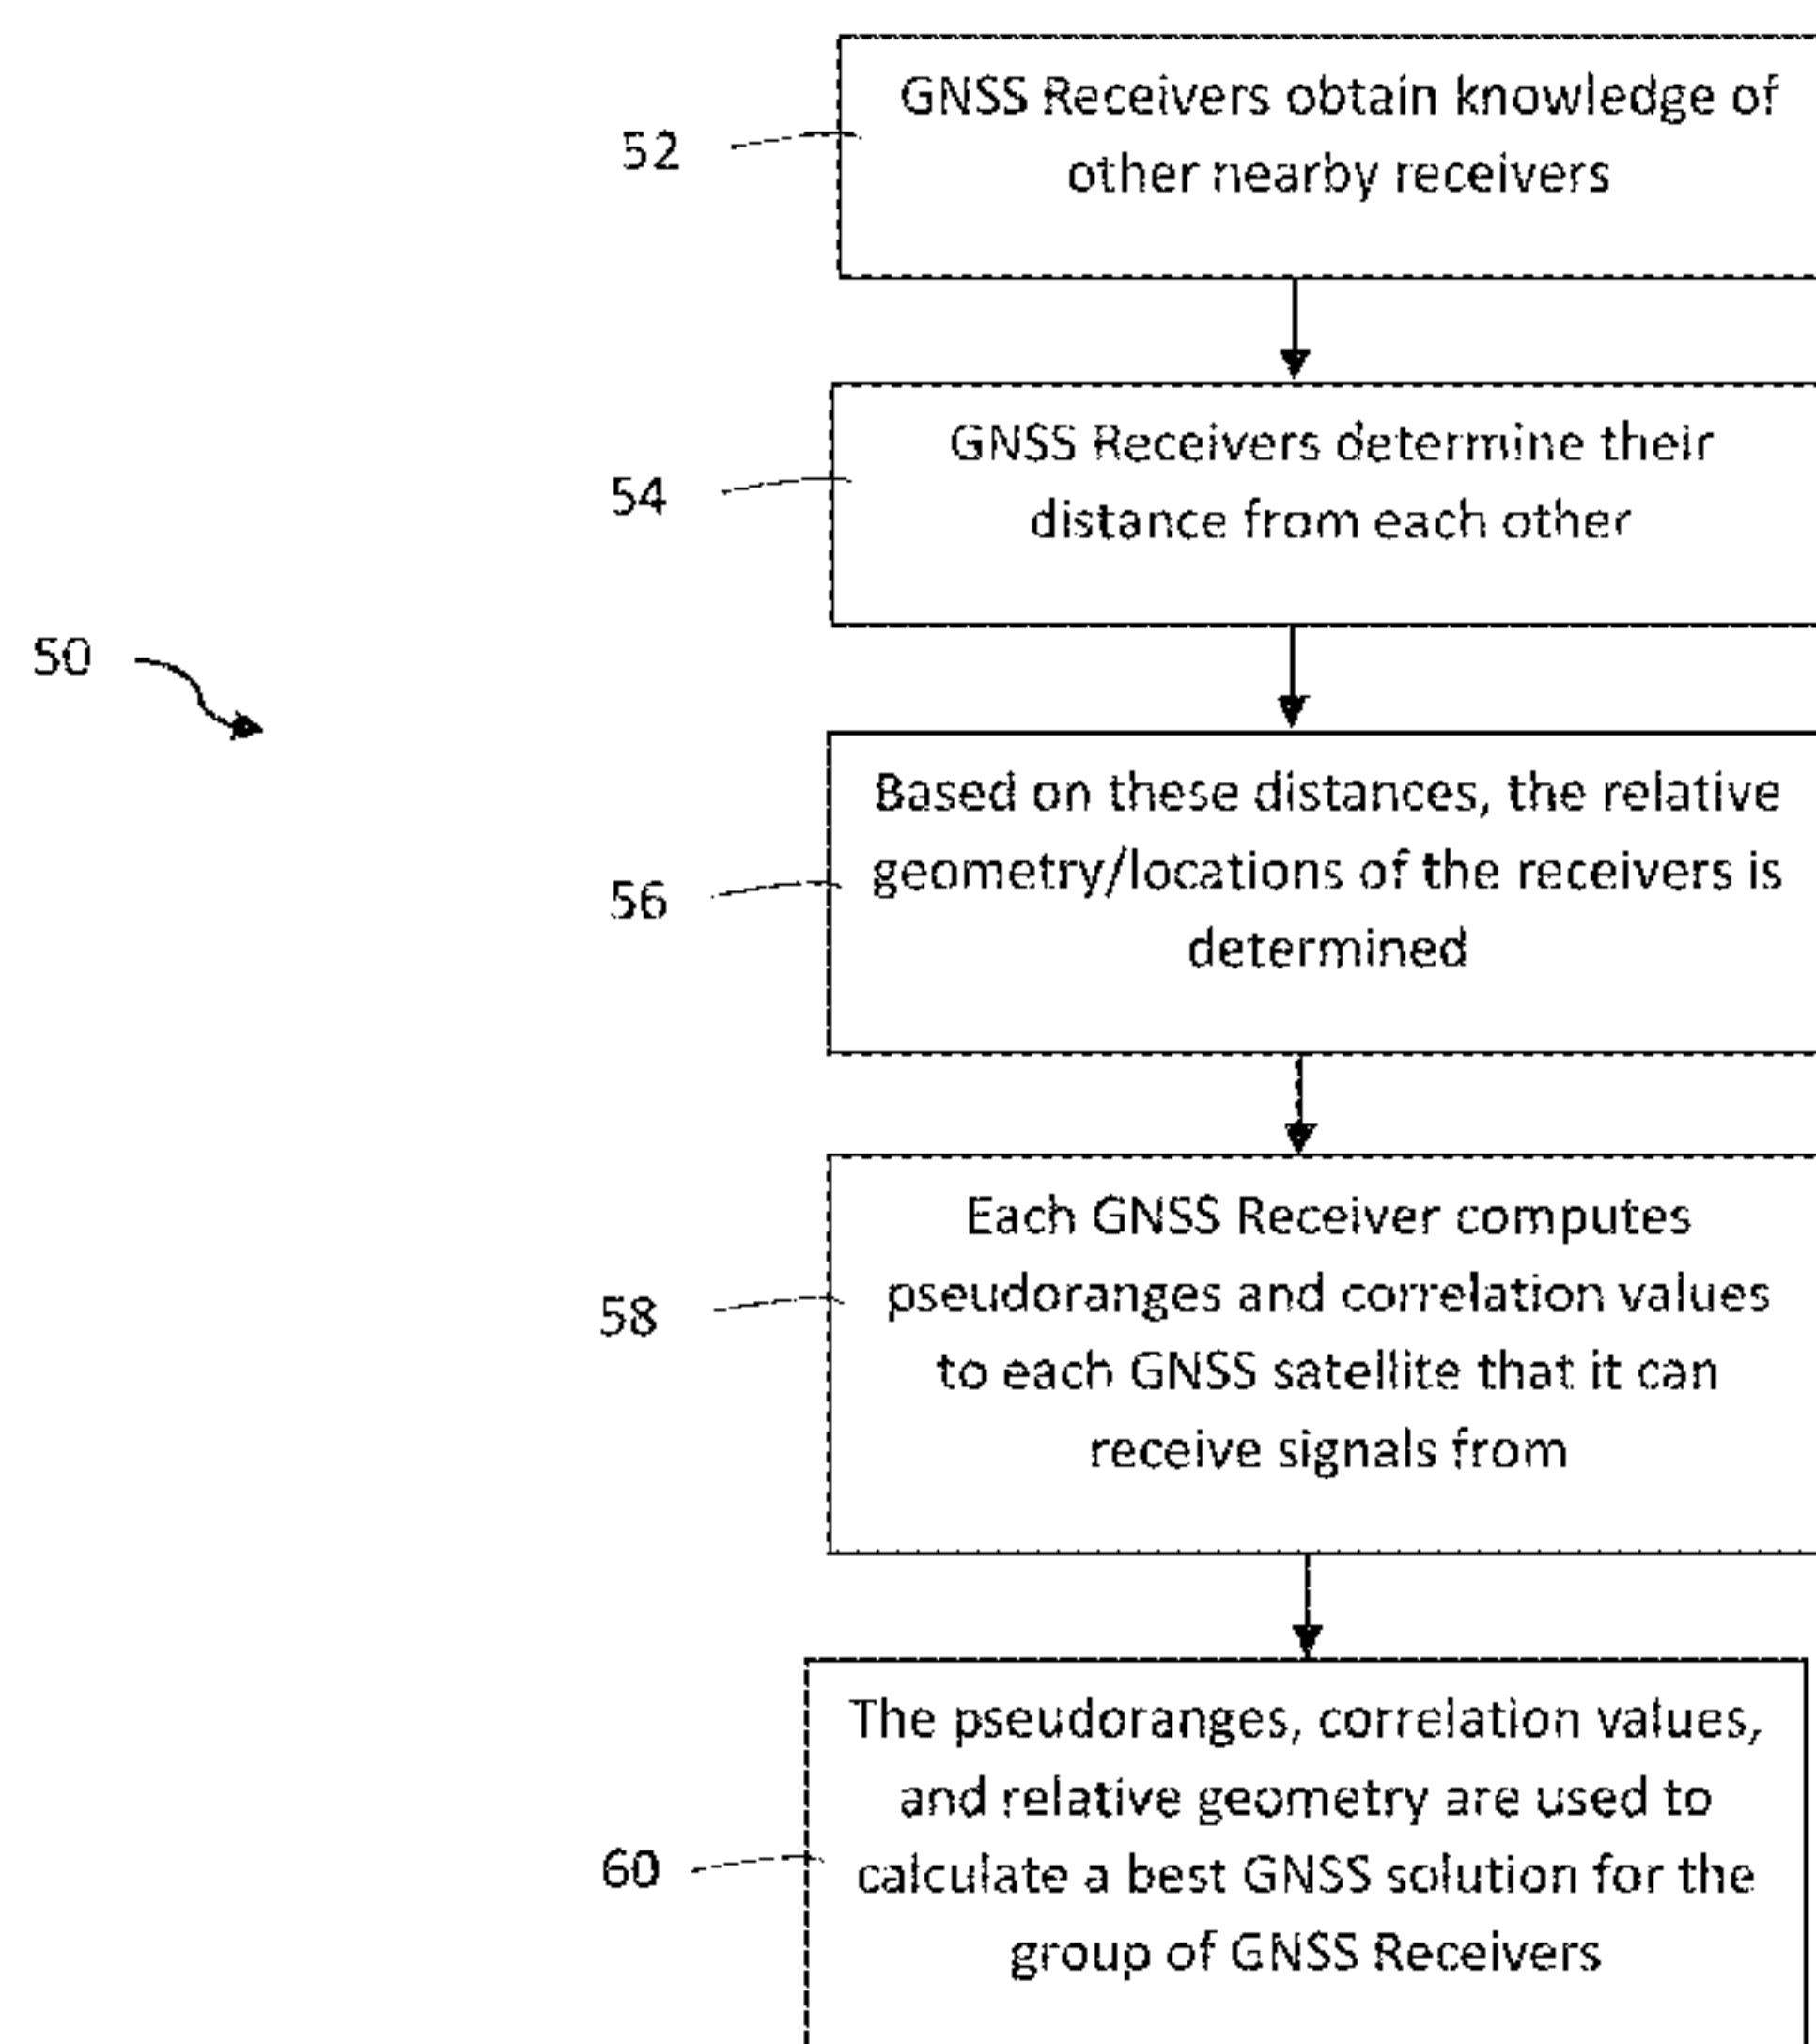 GNSS Receivers obtain knowledge of
other nearby receivers
52
GNSS Receivers determine their
distance from each other
54
50
Based on these distances, the relative
geometry/locations of the receivers is
determined
56
Each GNSS Receiver computes
pseudoranges and correlation values
to each GNSS satellite that it can
receive signals from
58
The pseudoranges, correlation values,
and relative geometry are used to
calculate a best GNSS solution for the
group of GNSS Receivers
60